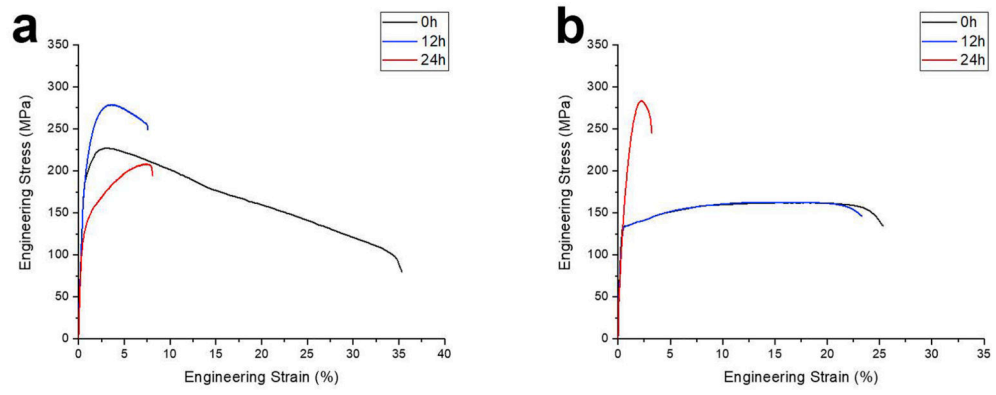 a
0h
12h
24h
350
300
250
200
150
100
50
0
Engineering Stress (MPa)
0 5 10 15 20 25 30 35 40
Engineering Strain (%)
b
0h
12h
24h
350
300
250
200
150
100
50
0
Engineering Stress (MPa)
0 5 10 15 20 25 30 35
Engineering Strain (%)